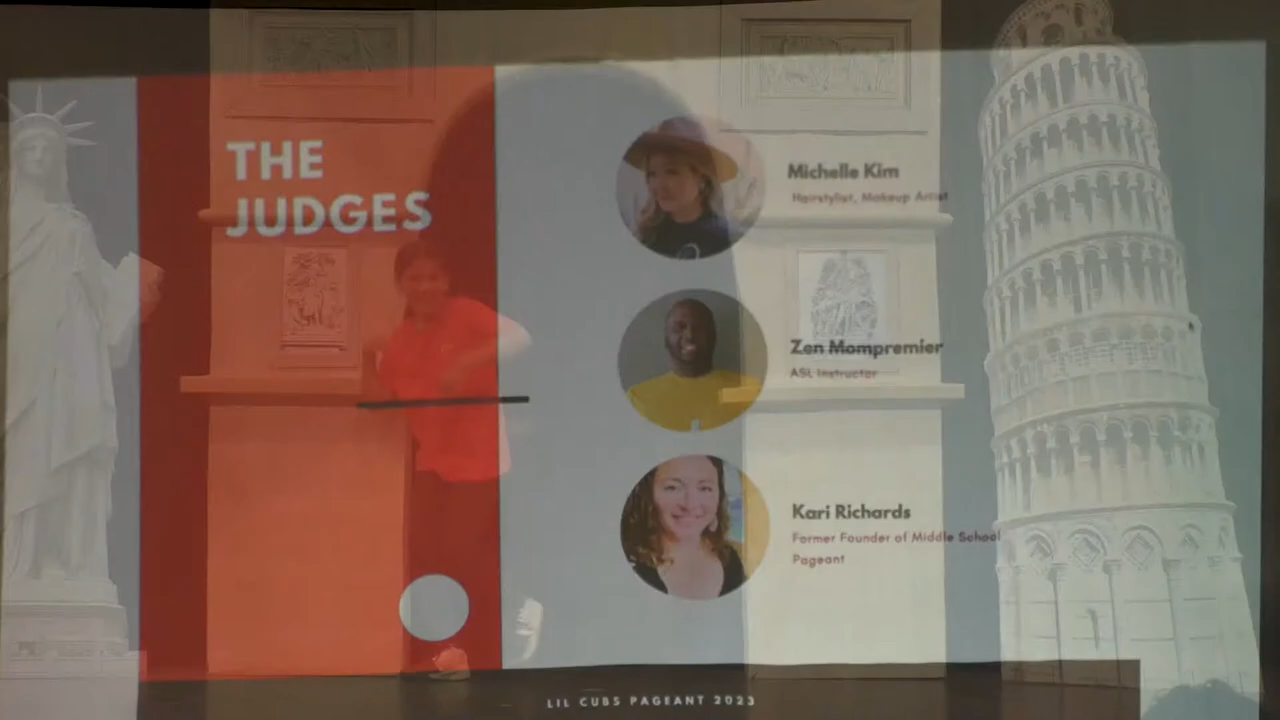 THE
JUDGES
Michelle Kim
Hairstylist, Makeup Artist
Zen Mompremier
ASL Instructor
Kari Richards
Former Founder of Middle School
Pageant
LIL CUBS PAGEANT 2023